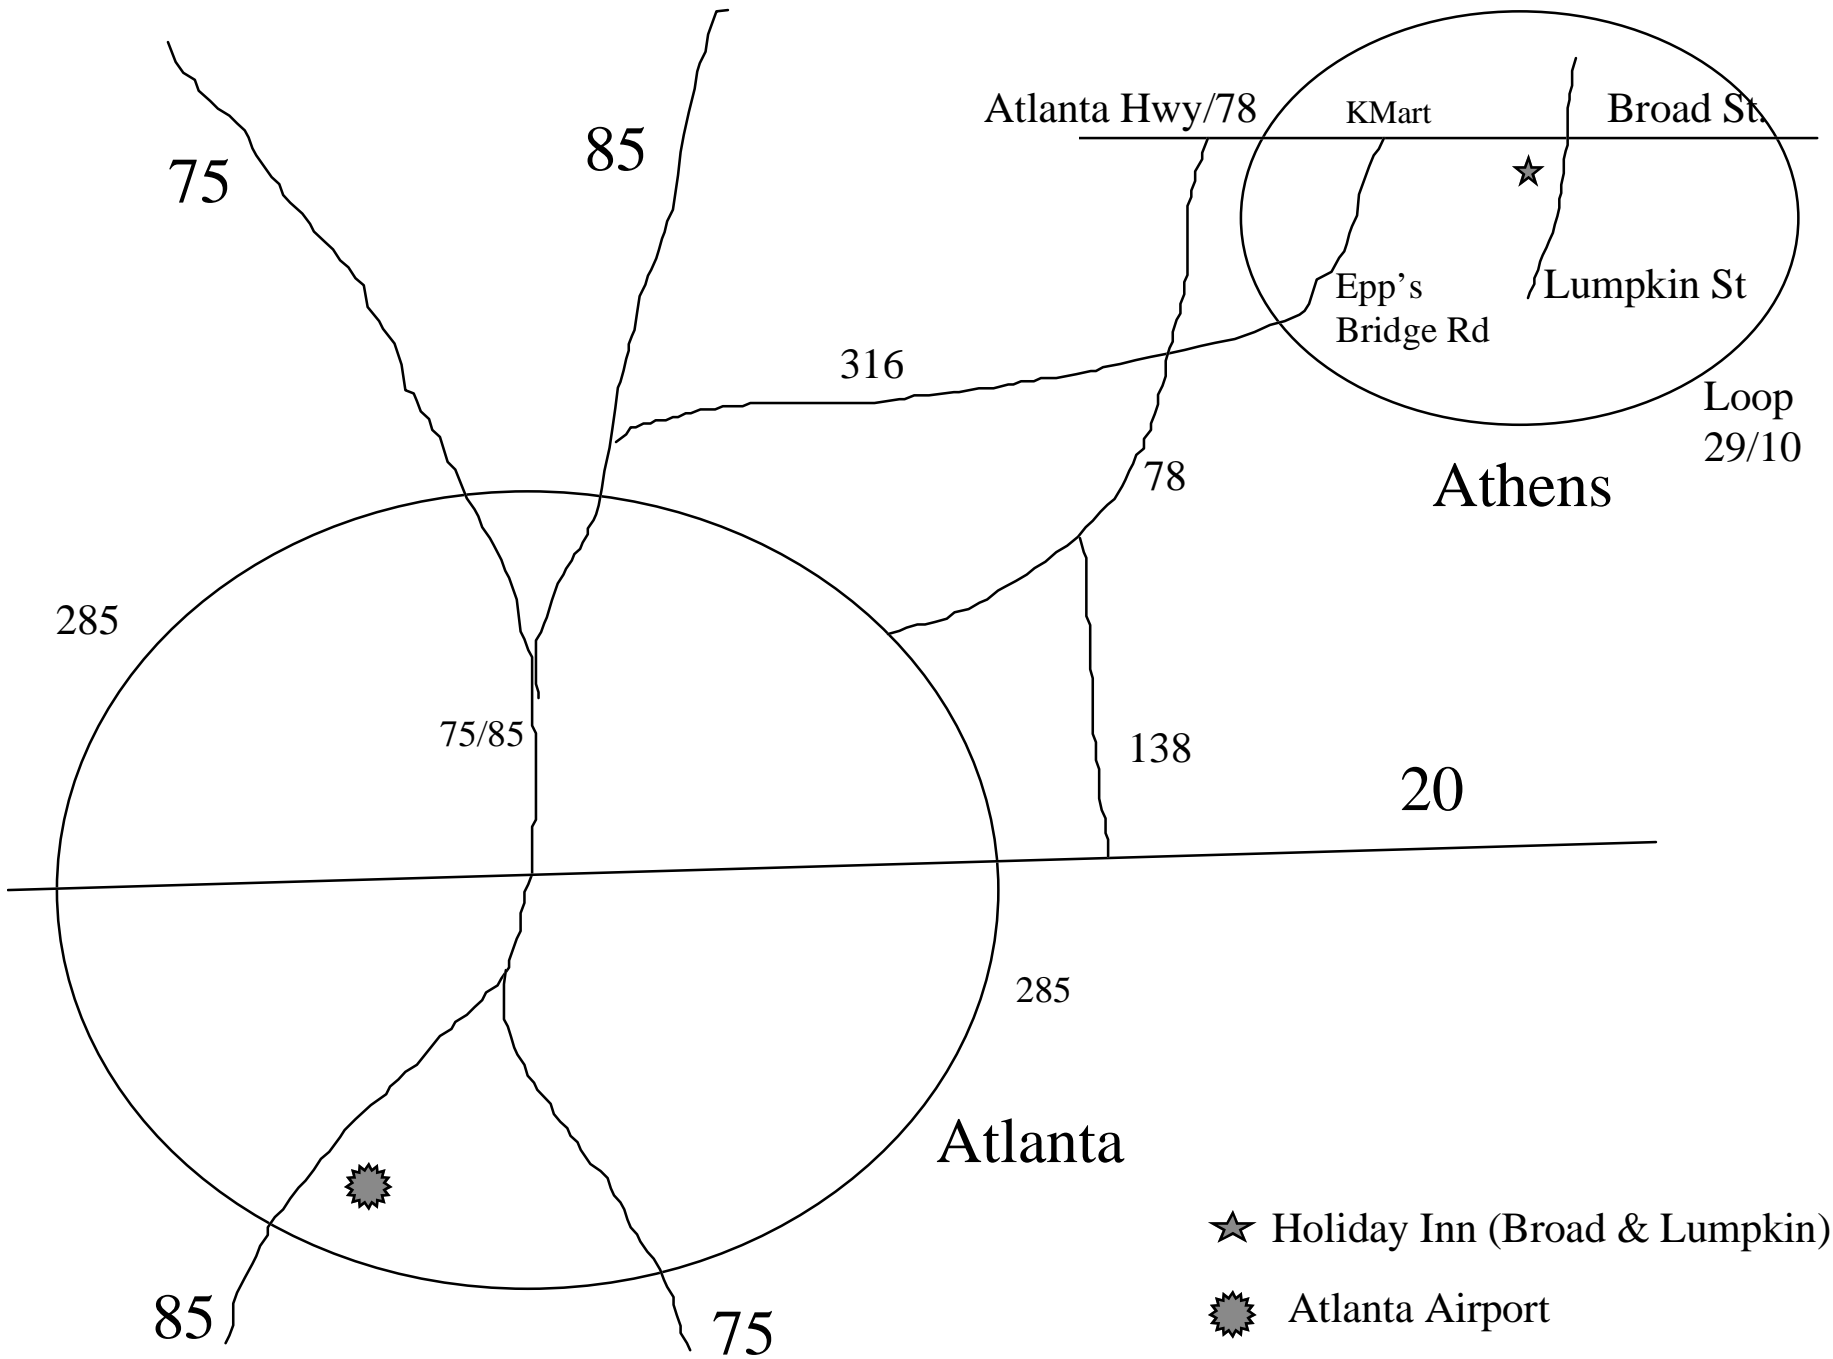 Atlanta Hwy/78
KMart
Broad St.
85
75
Epp’s
Bridge Rd
Lumpkin St
316
Loop
29/10
78
Athens
285
75/85
138
20
285
Atlanta
Holiday Inn (Broad & Lumpkin)
85
75
Atlanta Airport